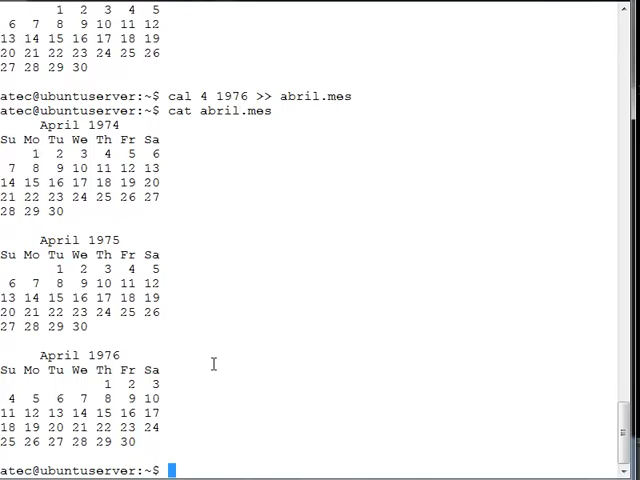 1  2  3  4  5
 6  7  8  9 10 11 12
13 14 15 16 17 18 19
20 21 22 23 24 25 26
27 28 29 30
atec@ubuntuserver:~$ cal 4 1976 >> abril.mes
atec@ubuntuserver:~$ cat abril.mes
     April 1974
Su Mo Tu We Th Fr Sa
    1  2  3  4  5  6
 7  8  9 10 11 12 13
14 15 16 17 18 19 20
21 22 23 24 25 26 27
28 29 30
     April 1975
Su Mo Tu We Th Fr Sa
       1  2  3  4  5
 6  7  8  9 10 11 12
13 14 15 16 17 18 19
20 21 22 23 24 25 26
27 28 29 30
     April 1976
Su Mo Tu We Th Fr Sa
             1  2  3
 4  5  6  7  8  9 10
11 12 13 14 15 16 17
18 19 20 21 22 23 24
25 26 27 28 29 30
atec@ubuntuserver:~$